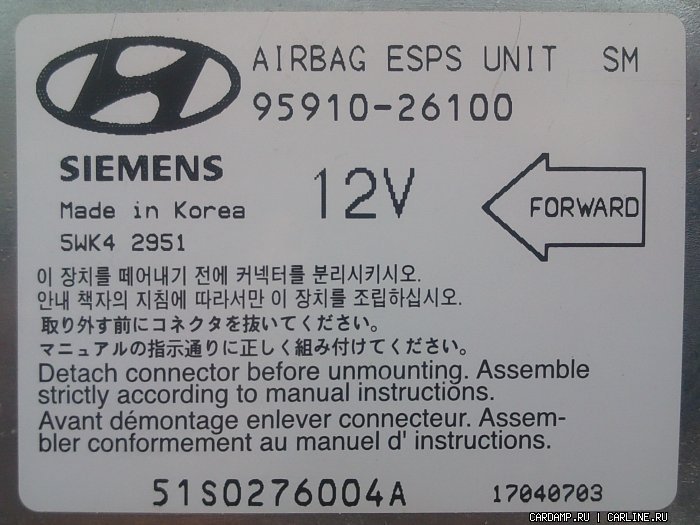 AIRBAG ESPS UNIT SM
95910-26100
SIEMENS
Made in Korea
5WK4 2951
12V
FORWARD
이 장치를 떼어내기 전에 커넥터를 분리시키시오.
안내 책자의 지침에 따라서만 이 장치를 조립하십시오.
取り外す前にコネクタを抜いてください。
マニュアルの指示通りに正しく組み付けてください。
Detach connector before unmounting. Assemble
strictly according to manual instructions.
Avant démontage enlever connecteur. Assem-
bler conformement au manuel d' instructions.
51S0276004A 17040703
CARDAMP.RU | CARLINE.RU